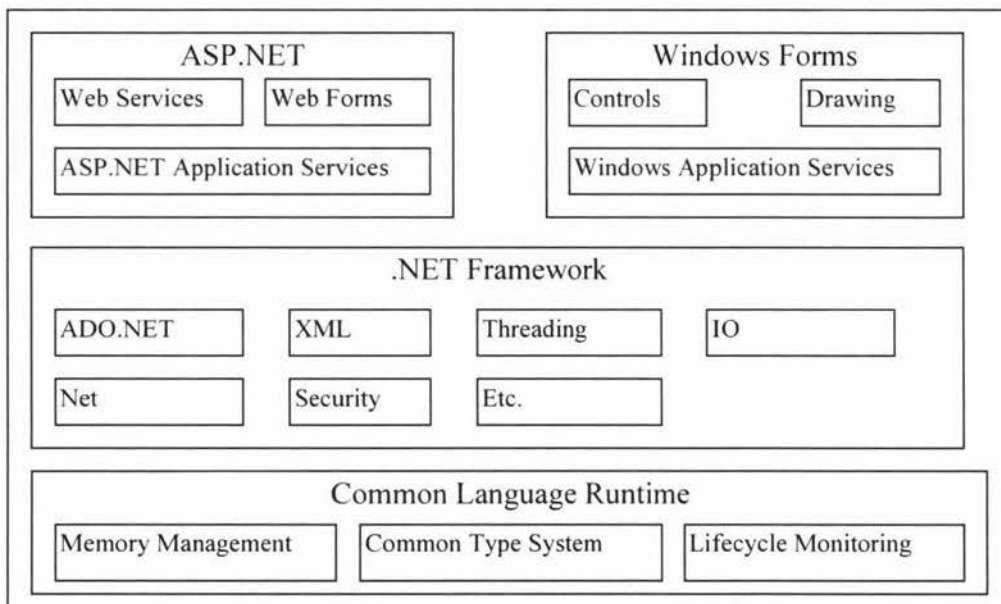 ASP.NET
Web Services
Web Forms
ASP.NET Application Services
Windows Forms
Controls
Drawing
Windows Application Services
.NET Framework
ADO.NET
XML
Threading
IO
Net
Security
Etc.
Common Language Runtime
Memory Management
Common Type System
Lifecycle Monitoring